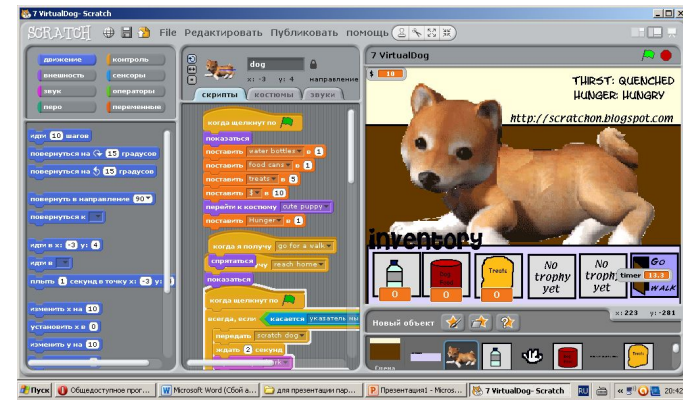 7 VirtualDog- Scratch
SCRATCH File Редактировать Публиковать помощь
движение контроль
внешность сенсоры
звук операторы
перо переменные
идти 10 шагов
повернуться на 15 градусов
повернуться на 15 градусов
повернуть в направление 90
повернуться к
идти в x: -3 y: 4
идти в
плыть 1 секунд в точку x: -3 y:
изменить x на 10
установить x в 0
изменить y на 10
dog
x: -3 y: 4 направление
скрипты костюмы звуки
когда щелкнут по
показаться
поставить water bottles в 1
поставить food cans в 1
поставить treats в 5
поставить $ в 10
перейти к костюму cute puppy
поставить Hunger в 1
когда я получу go for a walk
спрятаться
чу reach home
показаться
когда щелкнут по
всегда, если касается указатель мы
передать scratch dog
ждать 2 секунд
7 VirtualDog
$ 10
THIRST: QUENCHED
HUNGER: HUNGRY
http://scratchon.blogspot.com
inventory
Treats
0
0
0
No trophy yet
No trophy yet
timer 13.3
GO
WALK
x: 223 y: -281
Новый объект
Сцена
Пуск
Общедоступное прог...
Microsoft Word (Сбой а...
для презентации пар...
Презентация1 - Micros...
7 VirtualDog- Scratch
RU
20:42